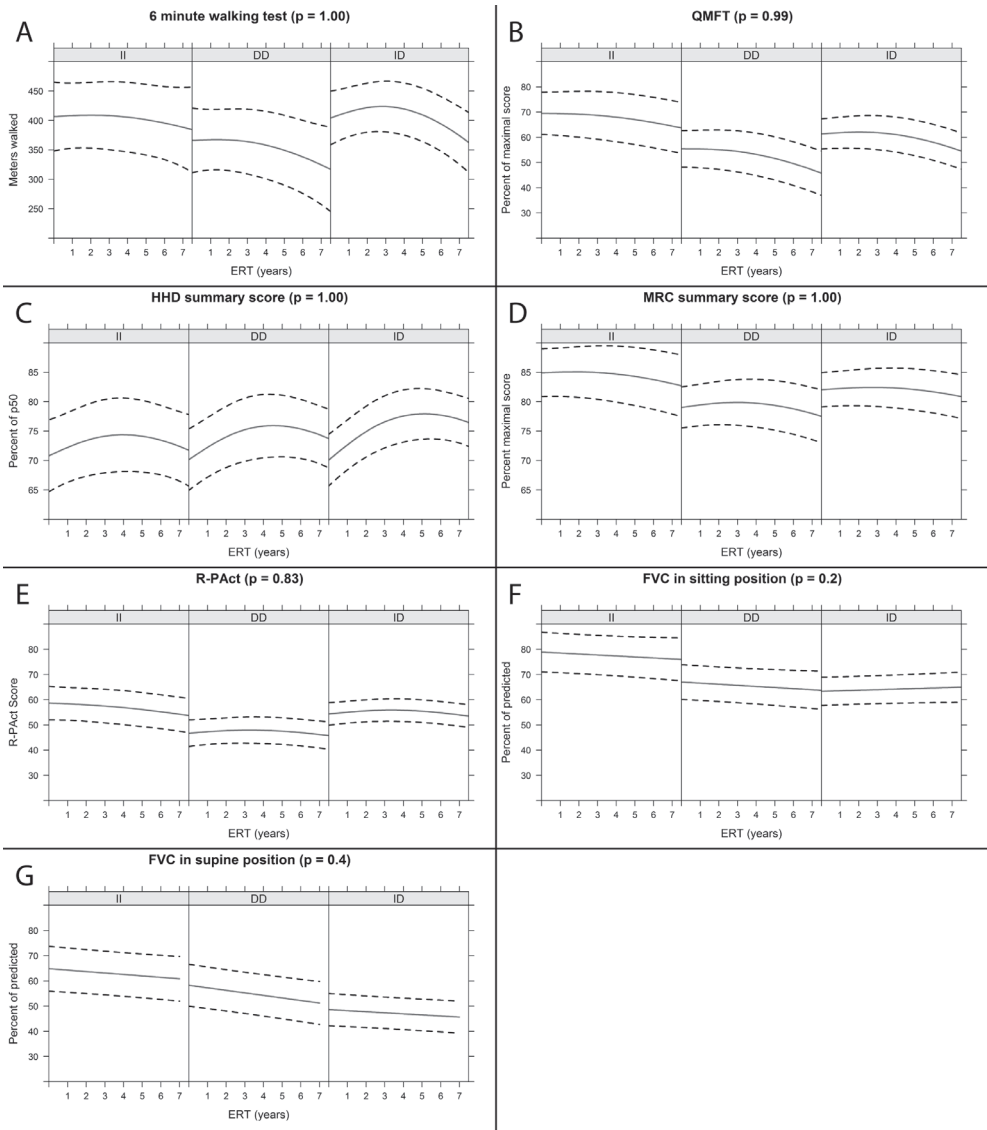 A
6 minute walking test (p = 1.00)
II DD ID
Meters walked
450
400
350
300
250
1 2 3 4 5 6 7 1 2 3 4 5 6 7 1 2 3 4 5 6 7
ERT (years)
B
QMFT (p = 0.99)
II DD ID
Percent of maximal score
80
70
60
50
40
30
1 2 3 4 5 6 7 1 2 3 4 5 6 7 1 2 3 4 5 6 7
ERT (years)
C
HHD summary score (p = 1.00)
II DD ID
Percent of p50
85
80
75
70
65
1 2 3 4 5 6 7 1 2 3 4 5 6 7 1 2 3 4 5 6 7
ERT (years)
D
MRC summary score (p = 1.00)
II DD ID
Percent maximal score
85
80
75
70
65
1 2 3 4 5 6 7 1 2 3 4 5 6 7 1 2 3 4 5 6 7
ERT (years)
E
R-PAct (p = 0.83)
II DD ID
R-PAct Score
80
70
60
50
40
30
1 2 3 4 5 6 7 1 2 3 4 5 6 7 1 2 3 4 5 6 7
ERT (years)
F
FVC in sitting position (p = 0.2)
II DD ID
Percent of predicted
80
70
60
50
40
30
1 2 3 4 5 6 7 1 2 3 4 5 6 7 1 2 3 4 5 6 7
ERT (years)
G
FVC in supine position (p = 0.4)
II DD ID
Percent of predicted
80
70
60
50
40
30
1 2 3 4 5 6 7 1 2 3 4 5 6 7 1 2 3 4 5 6 7
ERT (years)